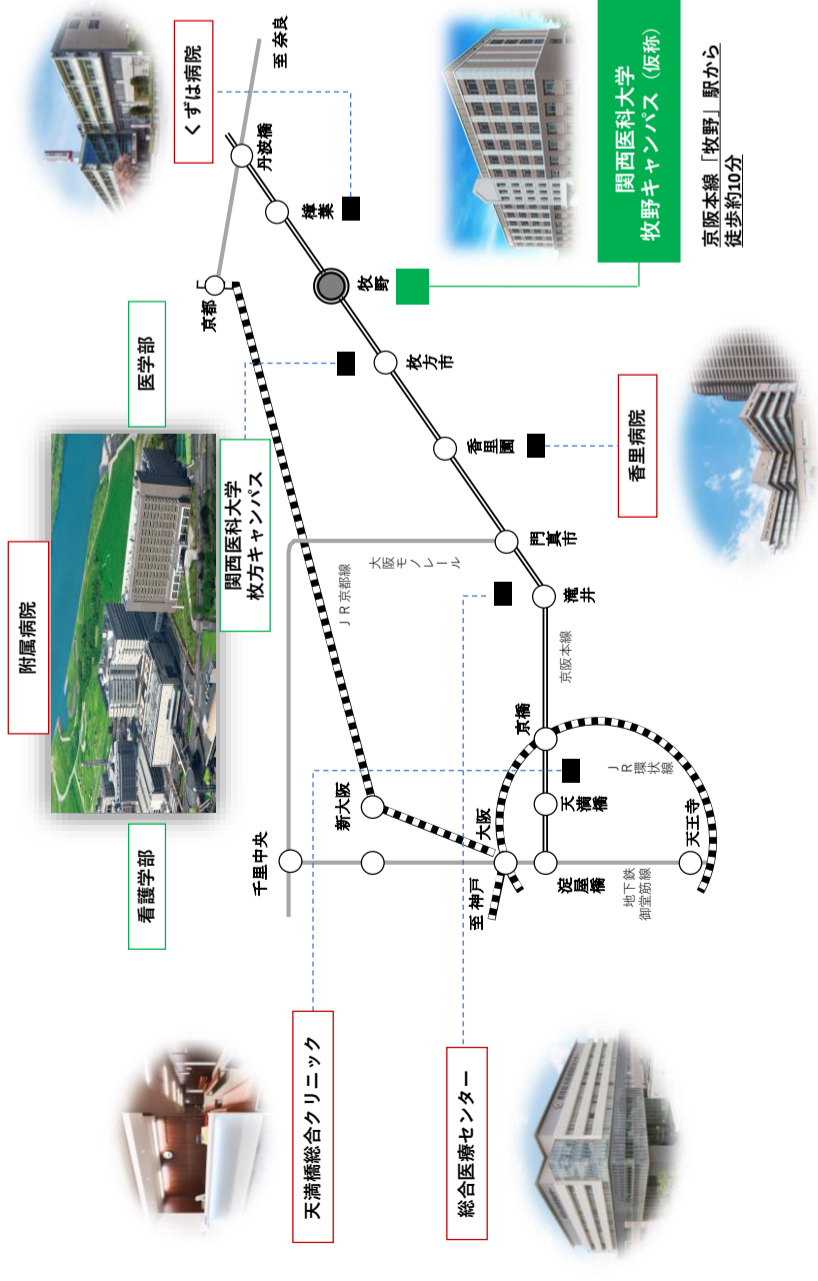 附属病院
看護学部
医学部
関西医科大学
枚方キャンパス
くずは病院
天満橋総合クリニック
総合医療センター
香里病院
関西医科大学
牧野キャンパス（仮称）
京阪本線「牧野」駅から
徒歩約10分
至 奈良
丹波橋
樟葉
牧野
枚方市
香里園
門真市
滝井
京橋
天満橋
淀屋橋
京都
新大阪
大阪
千里中央
天王寺
至 神戸
ＪＲ京都線
大阪モノレール
京阪本線
ＪＲ環状線
地下鉄
御堂筋線